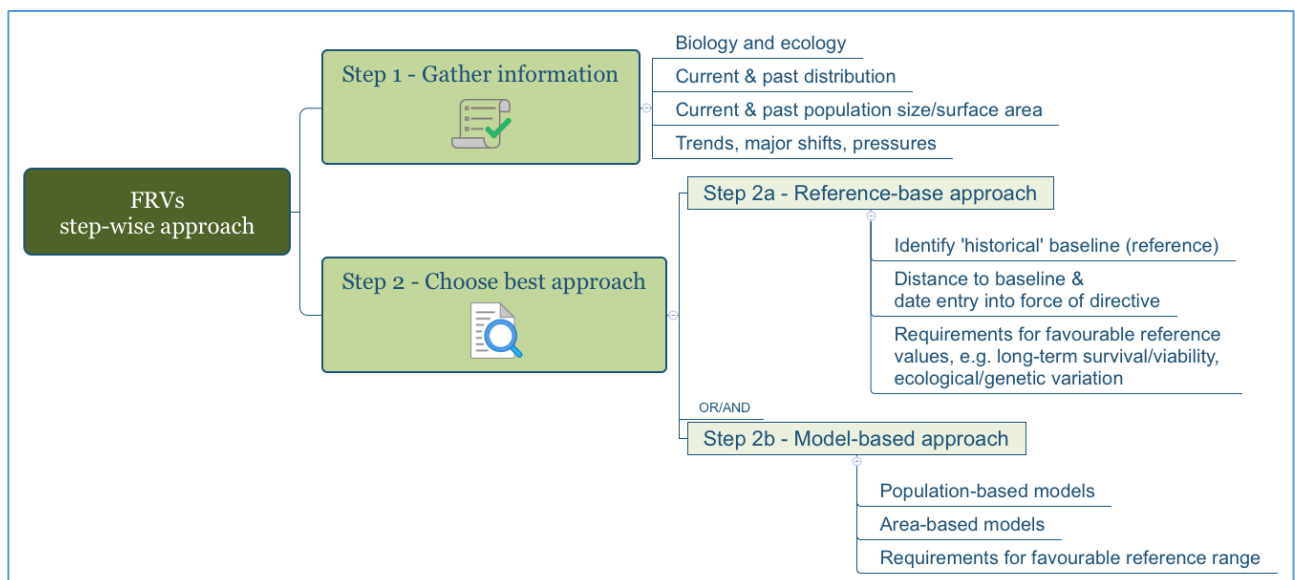 FRVs
step-wise approach
Step 1 - Gather information
Biology and ecology
Current & past distribution
Current & past population size/surface area
Trends, major shifts, pressures
Step 2 - Choose best approach
Step 2a - Reference-base approach
Identify 'historical' baseline (reference)
Distance to baseline &
date entry into force of directive
Requirements for favourable reference
values, e.g. long-term survival/viability,
ecological/genetic variation
OR/AND
Step 2b - Model-based approach
Population-based models
Area-based models
Requirements for favourable reference range